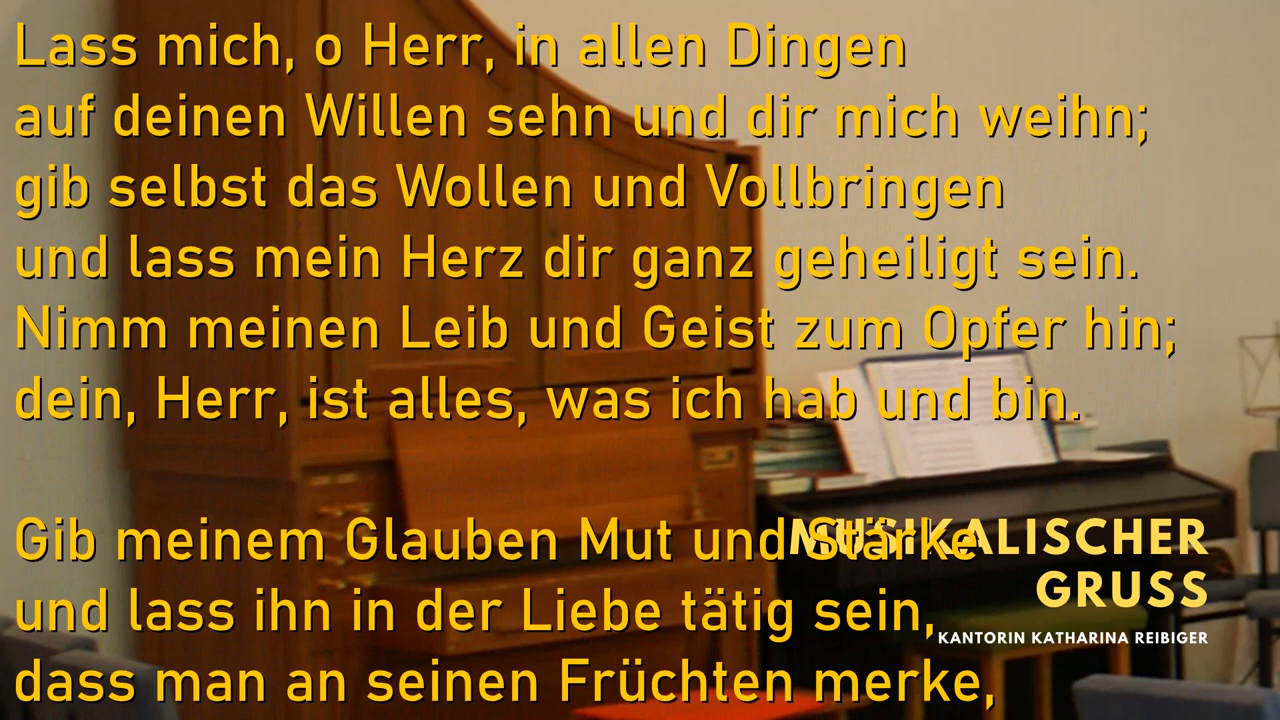 Lass mich, o Herr, in allen Dingen
auf deinen Willen sehn und dir mich weihn;
gib selbst das Wollen und Vollbringen
und lass mein Herz dir ganz geheiligt sein.
Nimm meinen Leib und Geist zum Opfer hin;
dein, Herr, ist alles, was ich hab und bin.
Gib meinem Glauben Mut und Stärke
und lass ihn in der Liebe tätig sein,
dass man an seinen Früchten merke,
MUSIKALISCHER
GRUSS
KANTORIN KATHARINA REIBIGER